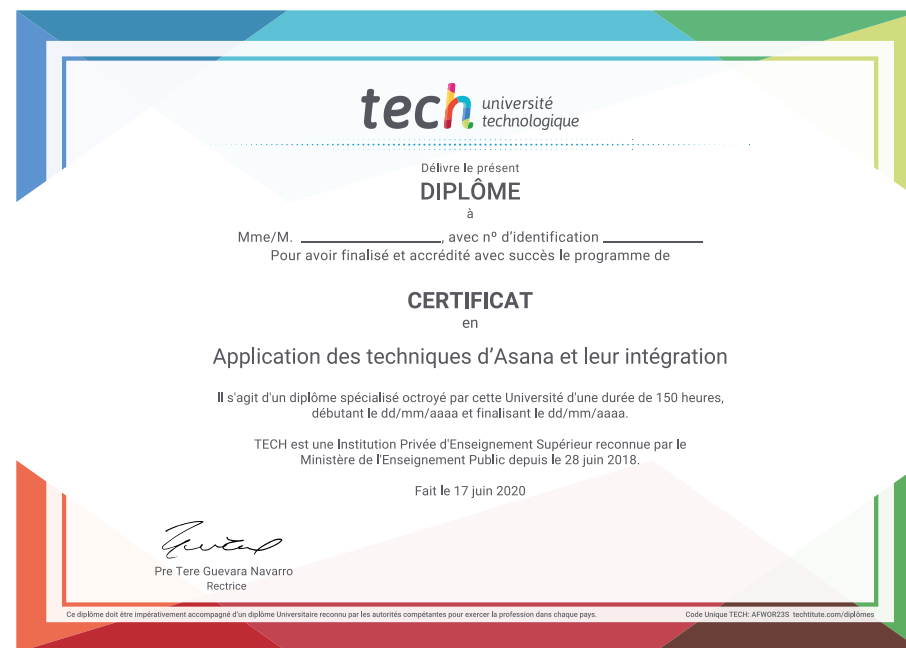 tech université
technologique
Délivre le présent
DIPLÔME
à
Mme/M. ____________________, avec nº d'identification ______________
Pour avoir finalisé et accrédité avec succès le programme de
CERTIFICAT
en
Application des techniques d'Asana et leur intégration
Il s'agit d'un diplôme spécialisé octroyé par cette Université d'une durée de 150 heures,
débutant le dd/mm/aaaa et finalisant le dd/mm/aaaa.
TECH est une Institution Privée d'Enseignement Supérieur reconnue par le
Ministère de l'Enseignement Public depuis le 28 juin 2018.
Fait le 17 juin 2020
Pre Tere Guevara Navarro
Rectrice
Ce diplôme doit être impérativement accompagné d'un diplôme Universitaire reconnu par les autorités compétentes pour exercer la profession dans chaque pays. Code Unique TECH: AFWOR23S techtitute.com/diplômes